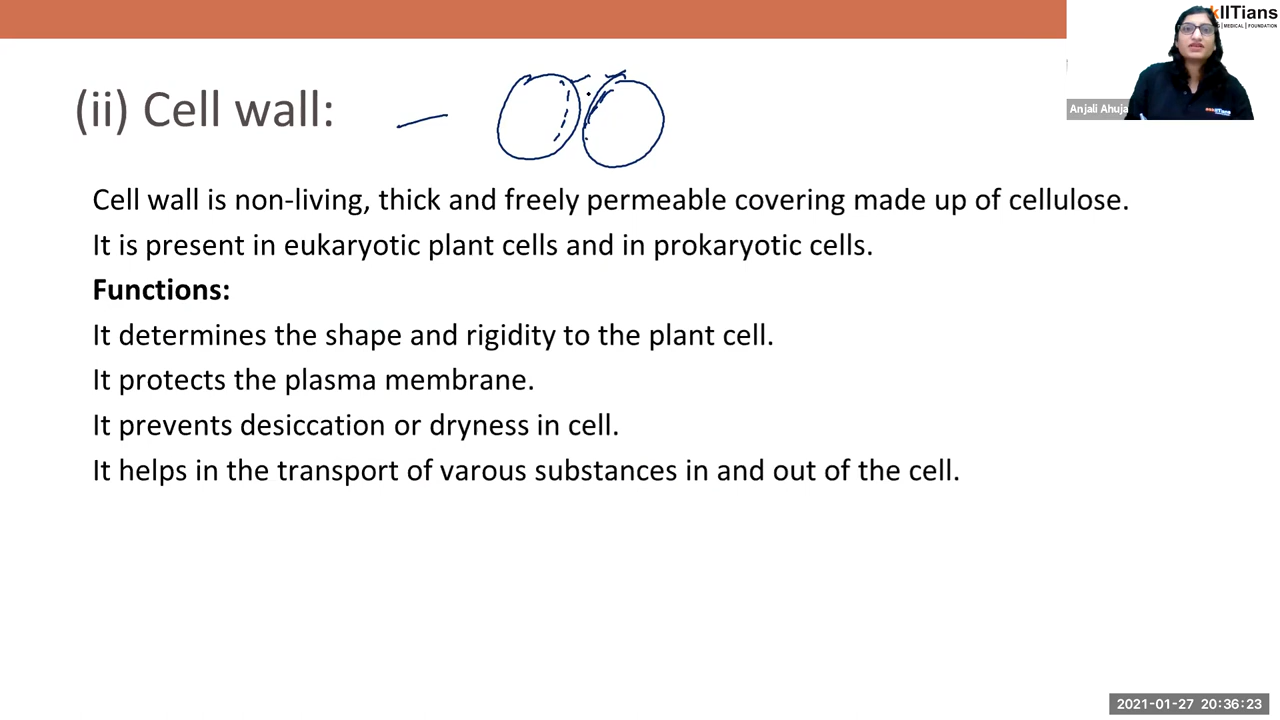 kIITians
| MEDICAL | FOUNDATION
Anjali Ahuja
(ii) Cell wall:
Cell wall is non-living, thick and freely permeable covering made up of cellulose.
It is present in eukaryotic plant cells and in prokaryotic cells.
Functions:
It determines the shape and rigidity to the plant cell.
It protects the plasma membrane.
It prevents desiccation or dryness in cell.
It helps in the transport of varous substances in and out of the cell.
2021-01-27 20:36:23